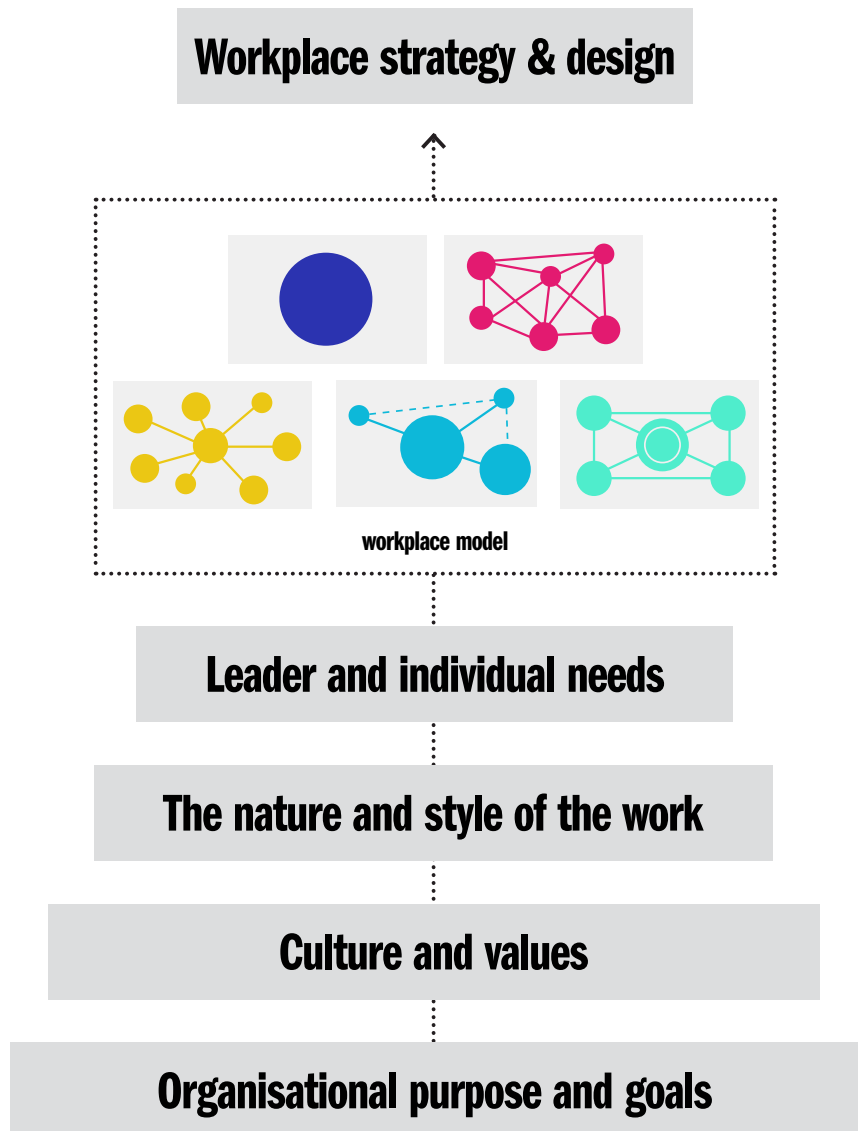 Workplace strategy & design
workplace model
Leader and individual needs
The nature and style of the work
Culture and values
Organisational purpose and goals